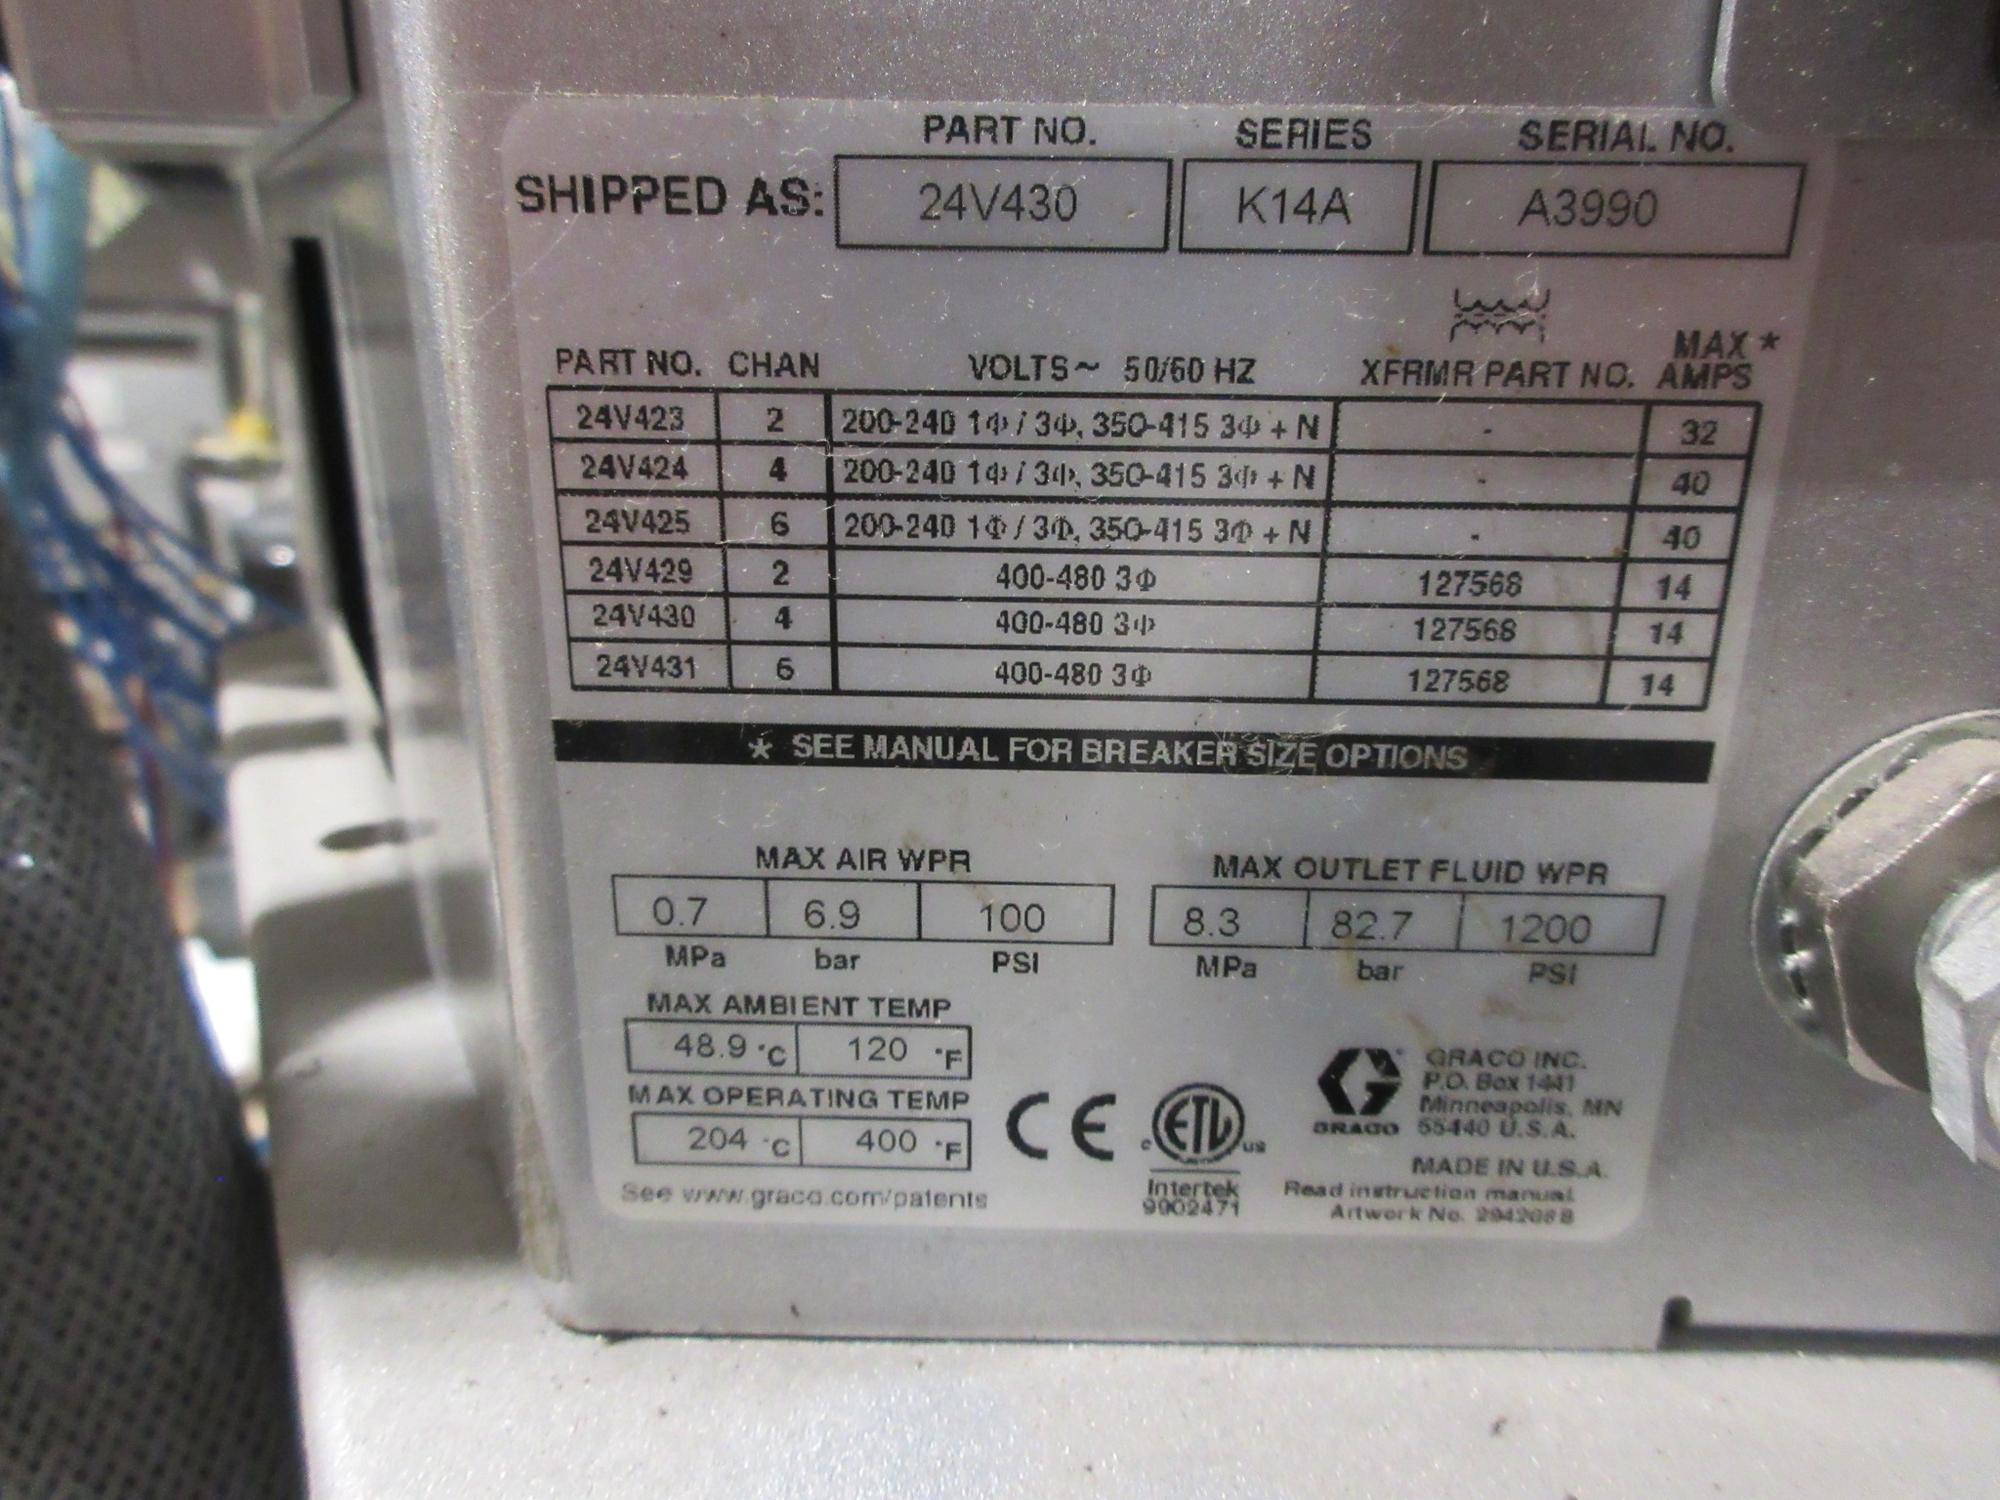 PART NO. SERIES SERIAL NO.
SHIPPED AS: 24V430 K14A A3990
PART NO. CHAN VOLTS~ 50/60 HZ XFRMR PART NO. MAX * AMPS
24V423 2 200-240 1Φ / 3Φ, 350-415 3Φ + N - 32
24V424 4 200-240 1Φ / 3Φ, 350-415 3Φ + N - 40
24V425 6 200-240 1Φ / 3Φ, 350-415 3Φ + N - 40
24V429 2 400-480 3Φ 127568 14
24V430 4 400-480 3Φ 127568 14
24V431 6 400-480 3Φ 127568 14
* SEE MANUAL FOR BREAKER SIZE OPTIONS
MAX AIR WPR
0.7 6.9 100
MPa bar PSI
MAX OUTLET FLUID WPR
8.3 82.7 1200
MPa bar PSI
MAX AMBIENT TEMP
48.9 °C 120 °F
MAX OPERATING TEMP
204 °C 400 °F
See www.graco.com/patents
CE
c ETL us
Intertek
9902471
GRACO
GRACO INC.
P.O. Box 1441
Minneapolis, MN
55440 U.S.A.
MADE IN U.S.A.
Read instruction manual.
Artwork No. 294208B